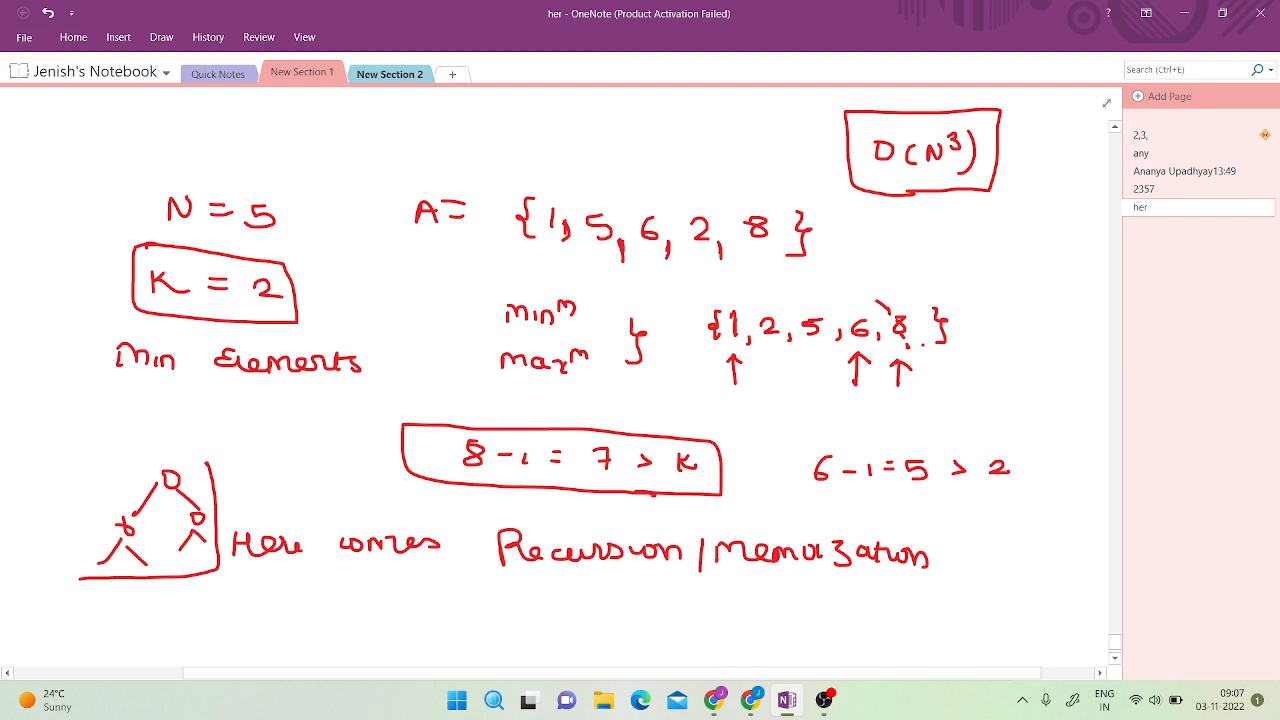 her - OneNote (Product Activation Failed)
File Home Insert Draw History Review View
Jenish's Notebook Quick Notes New Section 1 New Section 2 +
Search (Ctrl+E)
Add Page
2,3,
any
Ananya Upadhyay13:49
2357
her
O(N³)
N = 5 A = {1, 5, 6, 2, 8}
K = 2
minᵐ
maxᵐ } {1, 2, 5, 6, 8, }
Min Elements
8 - 1 = 7 > K 6 - 1 = 5 > 2
Here comes Recursion / Memoization
24°C
Sunny
ENG
IN
09:07
03-11-2022
1